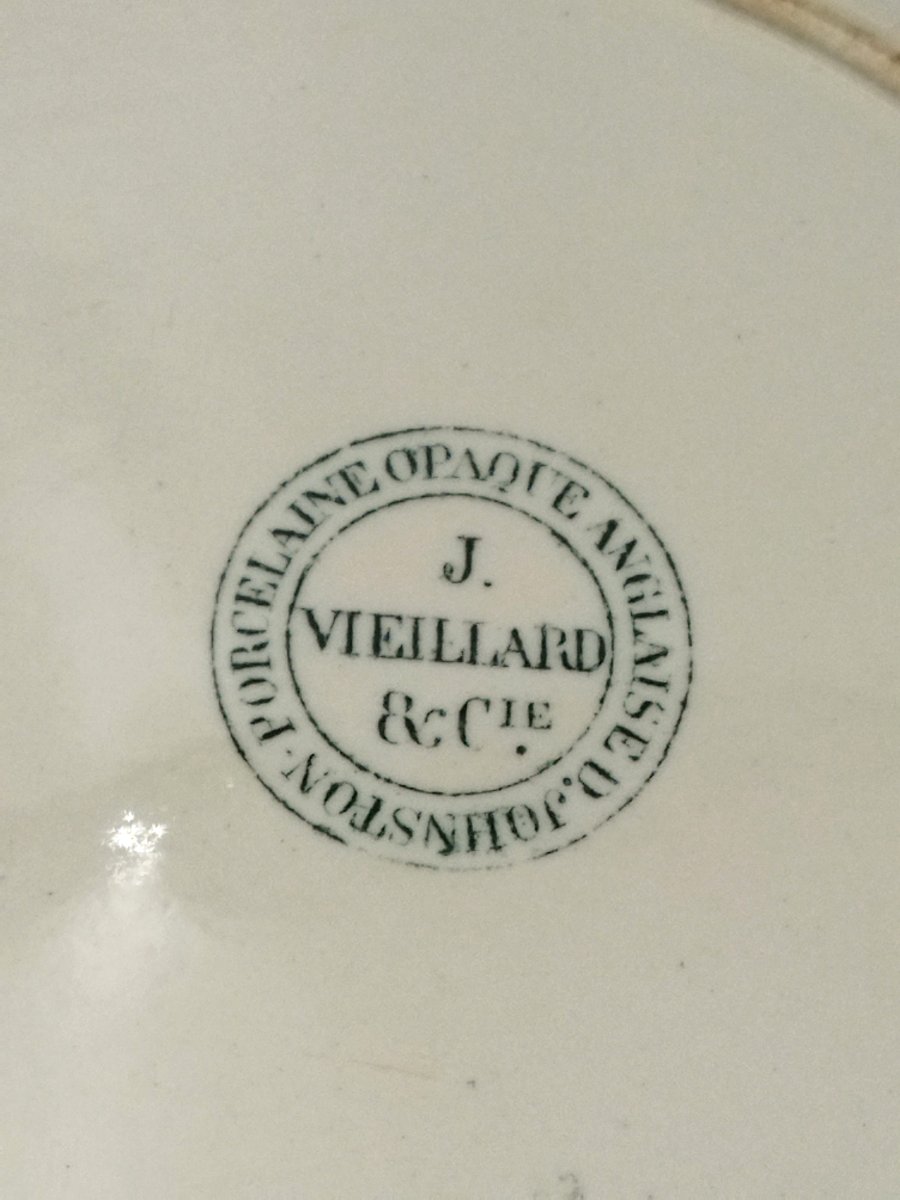 PORCELAINE OPAQUE ANGLAISE D. JOHNSTON.
J.
VIEILLARD
& CIE.